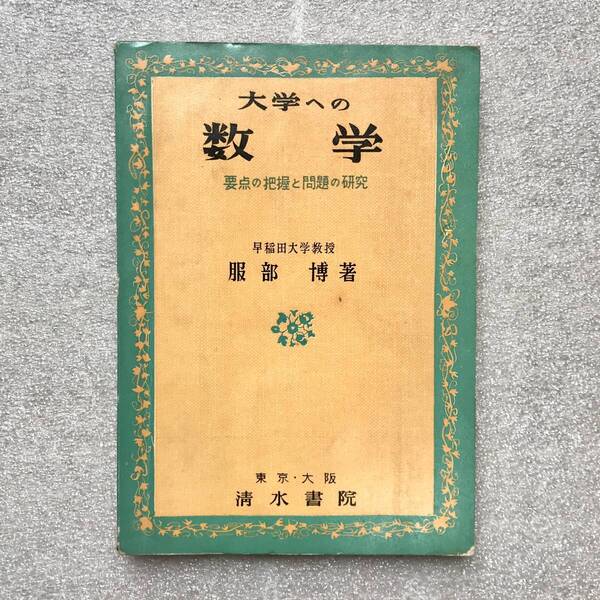 大学への
数学
要点の把握と問題の研究
早稲田大学教授
服部 博著
東京・大阪
清水書院